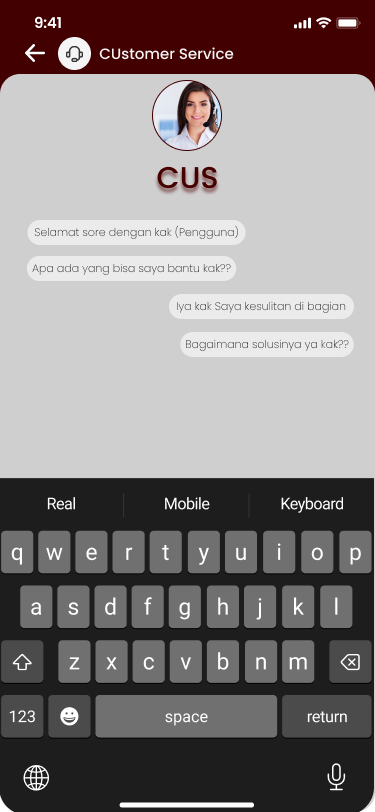 9:41
CUstomer Service
CUS
Selamat sore dengan kak (Pengguna)
Apa ada yang bisa saya bantu kak??
Iya kak Saya kesulitan di bagian
Bagaimana solusinya ya kak??
Real Mobile Keyboard
q w e r t y u i o p
a s d f g h j k l
z x c v b n m
123 space return